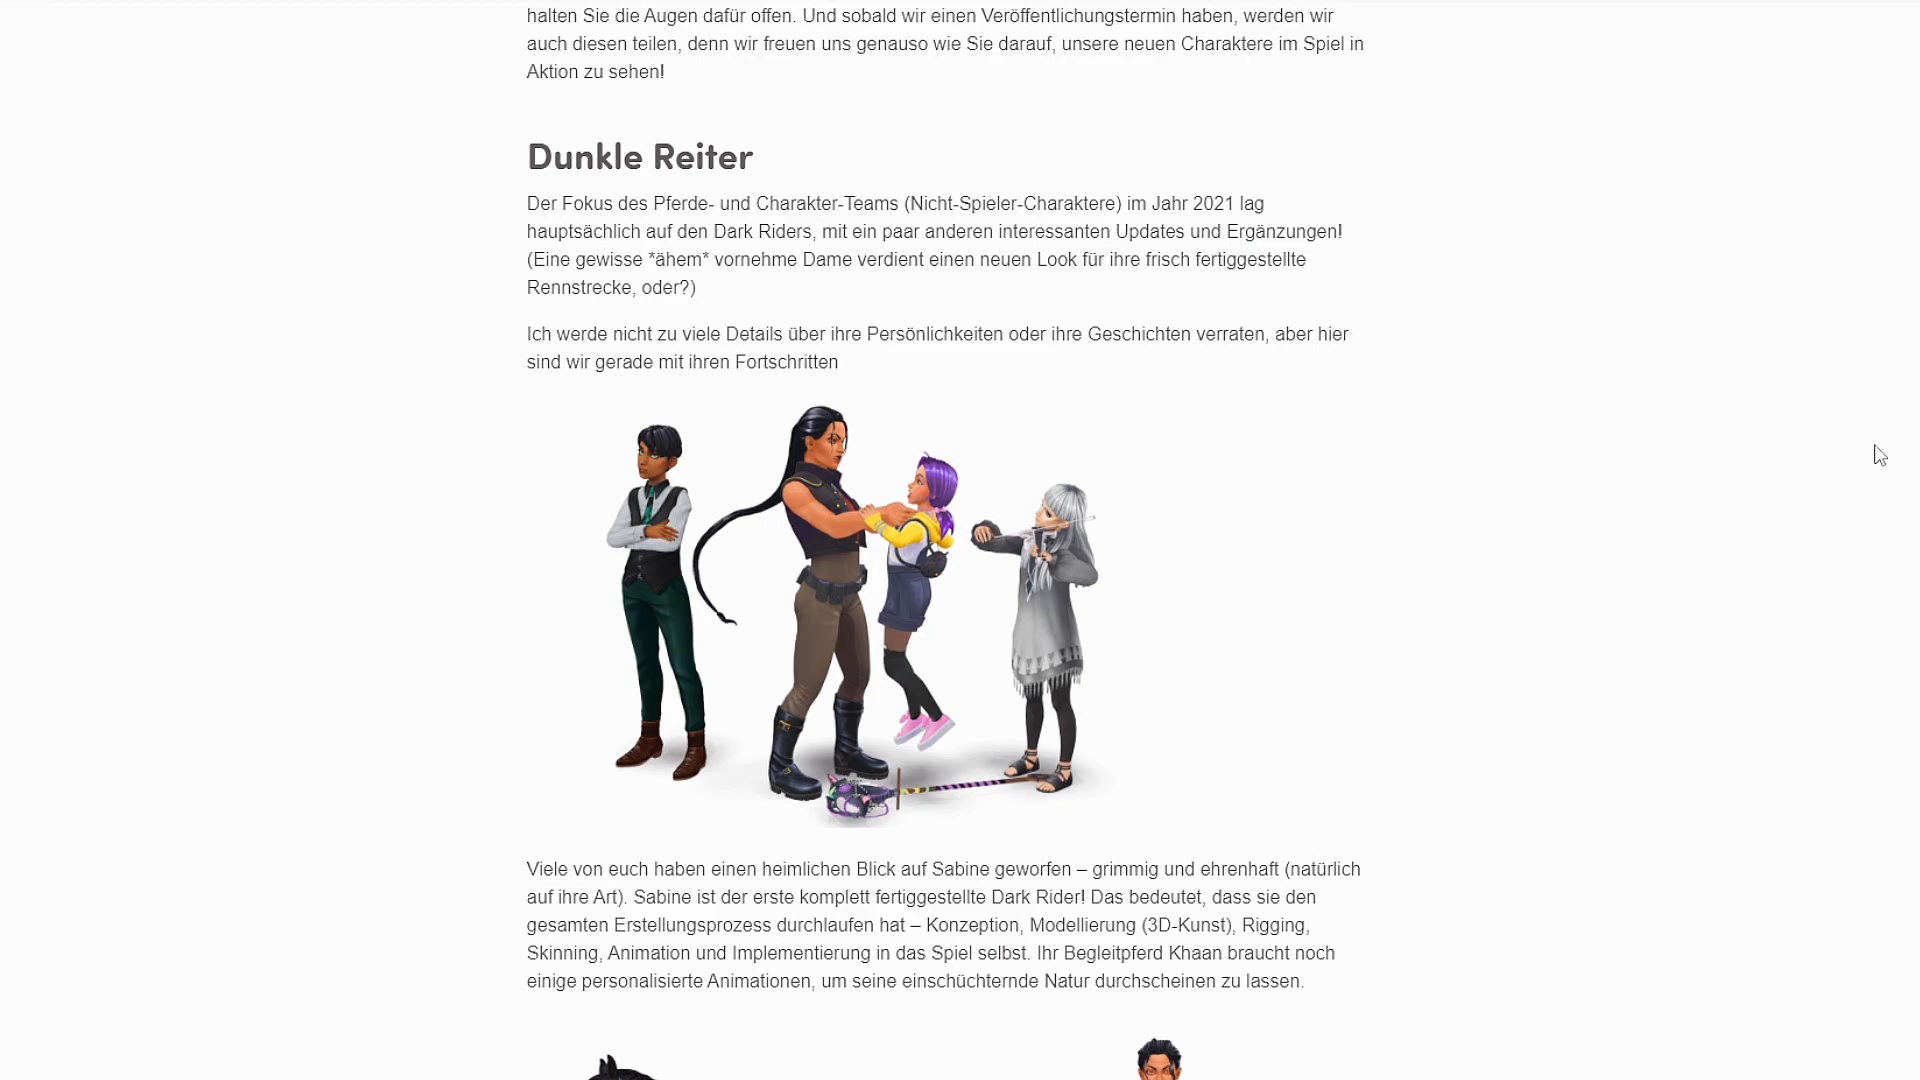 halten Sie die Augen dafür offen. Und sobald wir einen Veröffentlichungstermin haben, werden wir
auch diesen teilen, denn wir freuen uns genauso wie Sie darauf, unsere neuen Charaktere im Spiel in
Aktion zu sehen!
Dunkle Reiter
Der Fokus des Pferde- und Charakter-Teams (Nicht-Spieler-Charaktere) im Jahr 2021 lag
hauptsächlich auf den Dark Riders, mit ein paar anderen interessanten Updates und Ergänzungen!
(Eine gewisse *ähem* vornehme Dame verdient einen neuen Look für ihre frisch fertiggestellte
Rennstrecke, oder?)
Ich werde nicht zu viele Details über ihre Persönlichkeiten oder ihre Geschichten verraten, aber hier
sind wir gerade mit ihren Fortschritten
Viele von euch haben einen heimlichen Blick auf Sabine geworfen – grimmig und ehrenhaft (natürlich
auf ihre Art). Sabine ist der erste komplett fertiggestellte Dark Rider! Das bedeutet, dass sie den
gesamten Erstellungsprozess durchlaufen hat – Konzeption, Modellierung (3D-Kunst), Rigging,
Skinning, Animation und Implementierung in das Spiel selbst. Ihr Begleitpferd Khaan braucht noch
einige personalisierte Animationen, um seine einschüchternde Natur durchscheinen zu lassen.